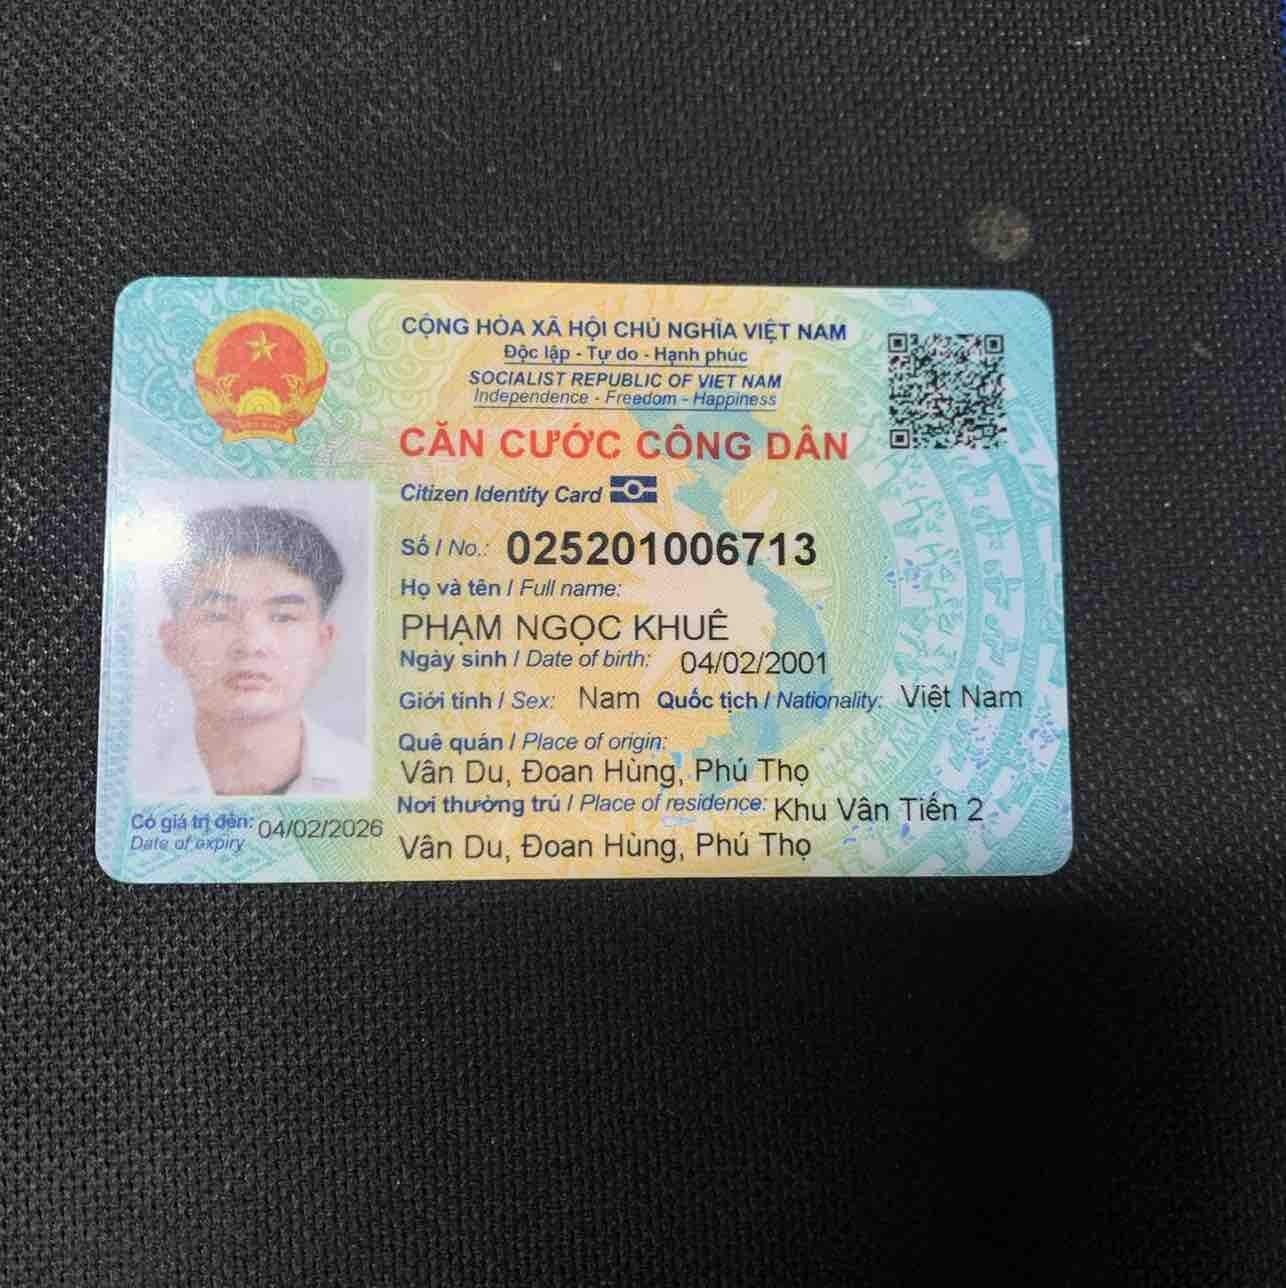 CỘNG HÒA XÃ HỘI CHỦ NGHĨA VIỆT NAM
Độc lập - Tự do - Hạnh phúc
SOCIALIST REPUBLIC OF VIET NAM
Independence - Freedom - Happiness
CĂN CƯỚC CÔNG DÂN
Citizen Identity Card
Số / No.: 025201006713
Họ và tên / Full name:
PHẠM NGỌC KHUÊ
Ngày sinh / Date of birth: 04/02/2001
Giới tính / Sex: Nam Quốc tịch / Nationality: Việt Nam
Quê quán / Place of origin:
Vân Du, Đoan Hùng, Phú Thọ
Nơi thường trú / Place of residence: Khu Vân Tiến 2
Vân Du, Đoan Hùng, Phú Thọ
Có giá trị đến: 04/02/2026
Date of expiry